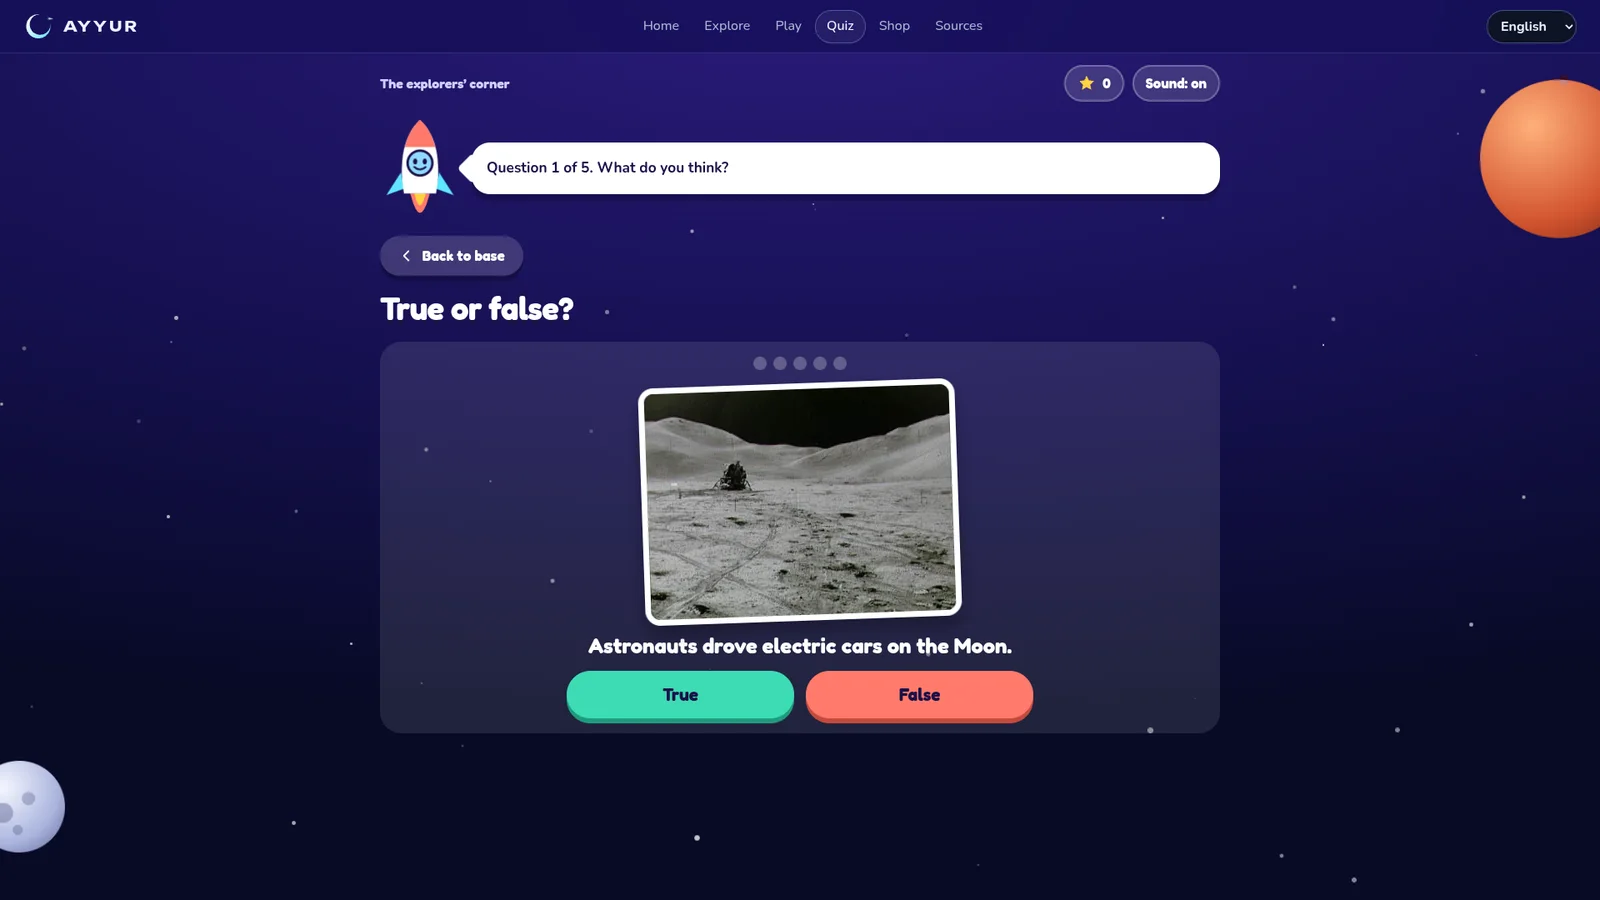 AYYUR
Home
Explore
Play
Quiz
Shop
Sources
English
The explorers' corner
0
Sound: on
Question 1 of 5. What do you think?
Back to base
True or false?
Astronauts drove electric cars on the Moon.
True
False